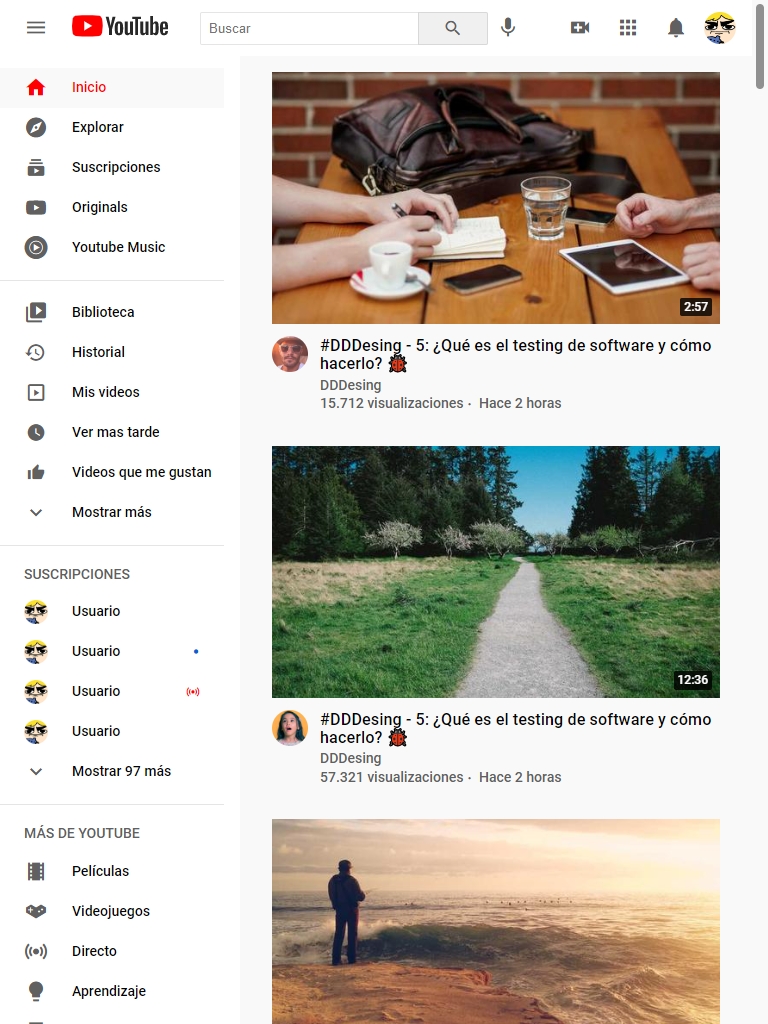 YouTube
Buscar
Inicio
Explorar
Suscripciones
Originals
Youtube Music
Biblioteca
Historial
Mis videos
Ver mas tarde
Videos que me gustan
Mostrar más
SUSCRIPCIONES
Usuario
Usuario
Usuario
Usuario
Mostrar 97 más
MÁS DE YOUTUBE
Películas
Videojuegos
Directo
Aprendizaje
2:57
#DDDesing - 5: ¿Qué es el testing de software y cómo
hacerlo? 🐞
DDDesing
15.712 visualizaciones · Hace 2 horas
12:36
#DDDesing - 5: ¿Qué es el testing de software y cómo
hacerlo? 🐞
DDDesing
57.321 visualizaciones · Hace 2 horas